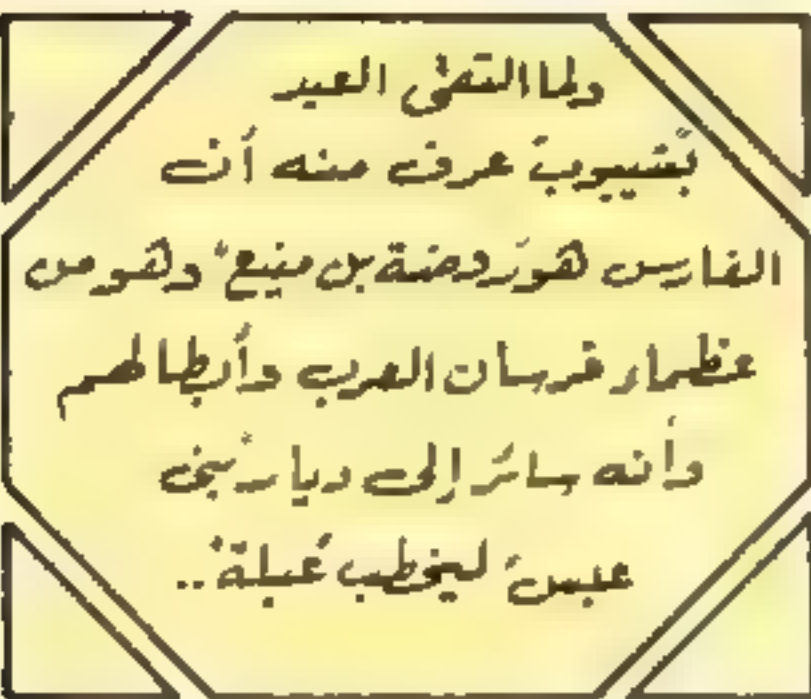 ولما التقى العبد
"بشيبوب" عرف منه أن
الفارس هو "روضة بن منيع" وهو من
عظماء فرسان العرب وأبطالهم
وأنه سائر إلى ديار "بني
عبس" ليخطب "عبلة" ..